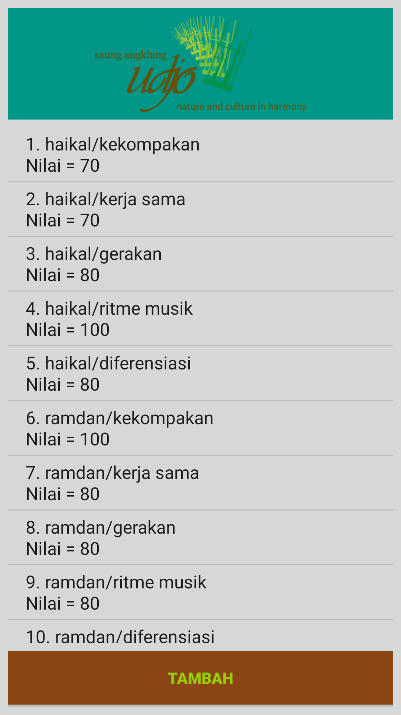 saung angklung
udjo
nature and culture in harmony
1. haikal/kekompakan
Nilai = 70
2. haikal/kerja sama
Nilai = 70
3. haikal/gerakan
Nilai = 80
4. haikal/ritme musik
Nilai = 100
5. haikal/diferensiasi
Nilai = 80
6. ramdan/kekompakan
Nilai = 100
7. ramdan/kerja sama
Nilai = 80
8. ramdan/gerakan
Nilai = 80
9. ramdan/ritme musik
Nilai = 80
10. ramdan/diferensiasi
TAMBAH